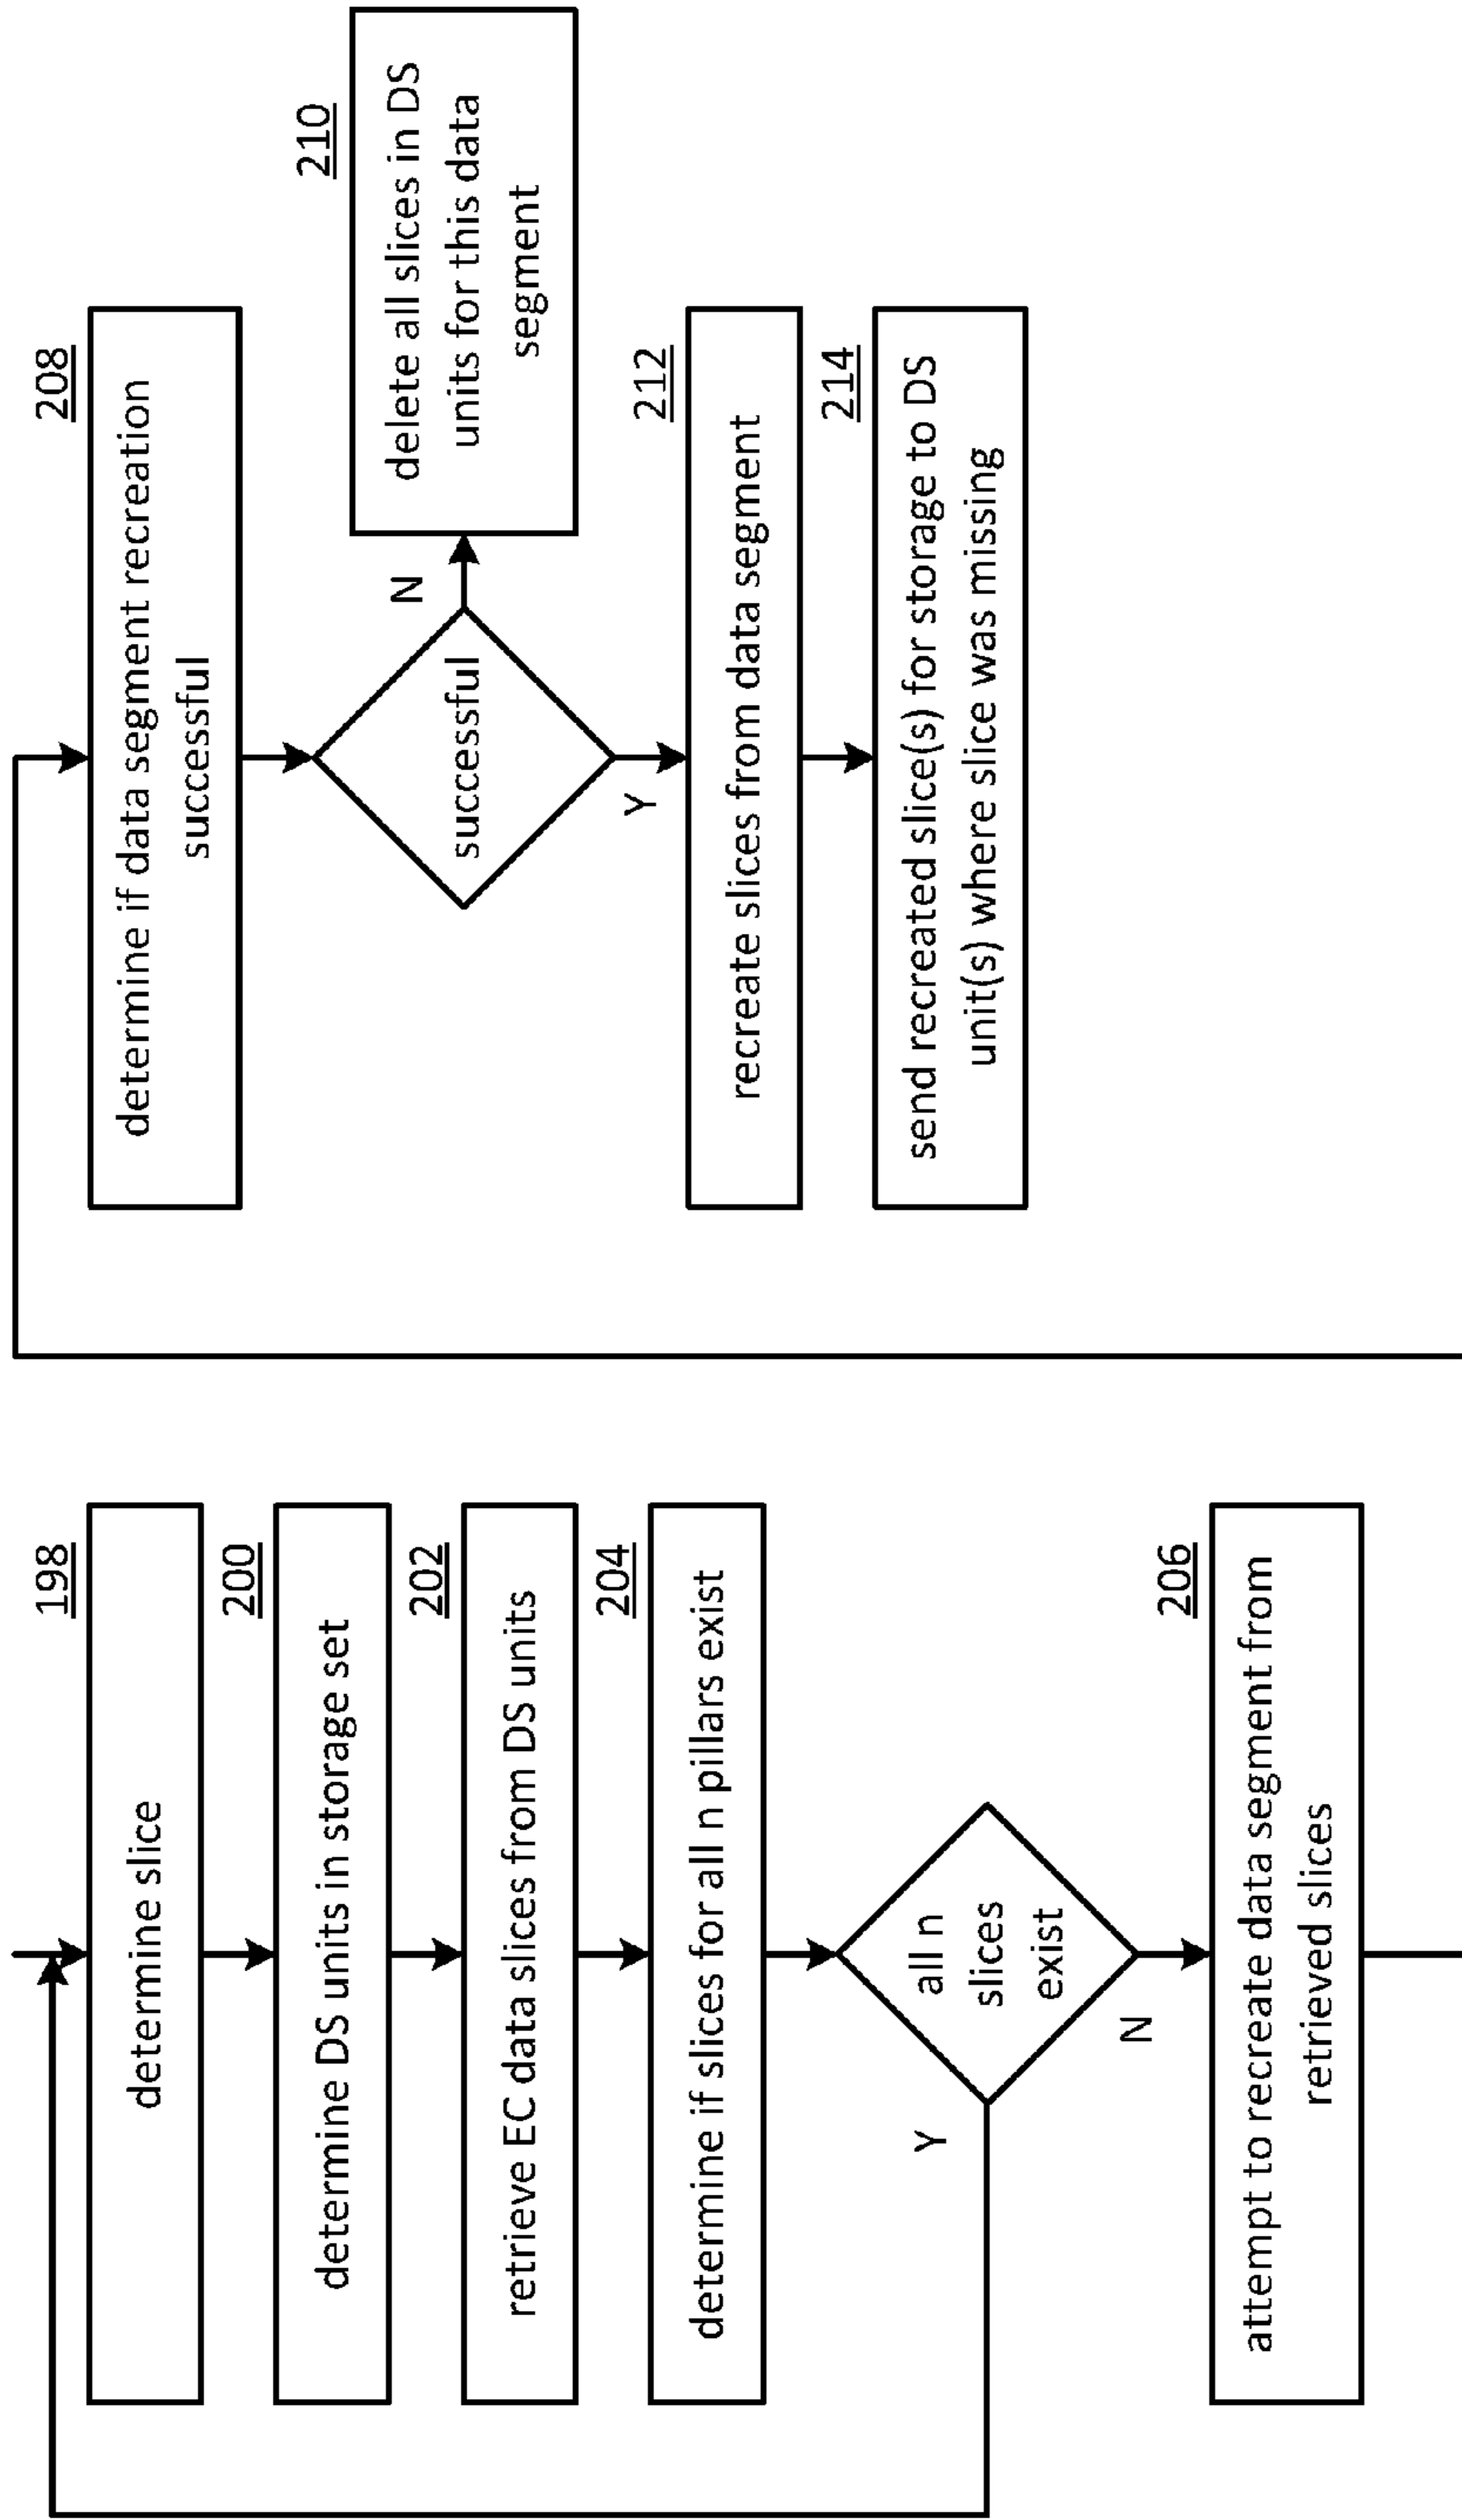 198
determine slice
200
determine DS units in storage set
202
retrieve EC data slices from DS units
204
determine if slices for all n pillars exist
all n
slices
exist
Y
N
206
attempt to recreate data segment from
retrieved slices
208
determine if data segment recreation
successful
successful
N
210
delete all slices in DS
units for this data
segment
Y
212
recreate slices from data segment
214
send recreated slice(s) for storage to DS
unit(s) where slice was missing